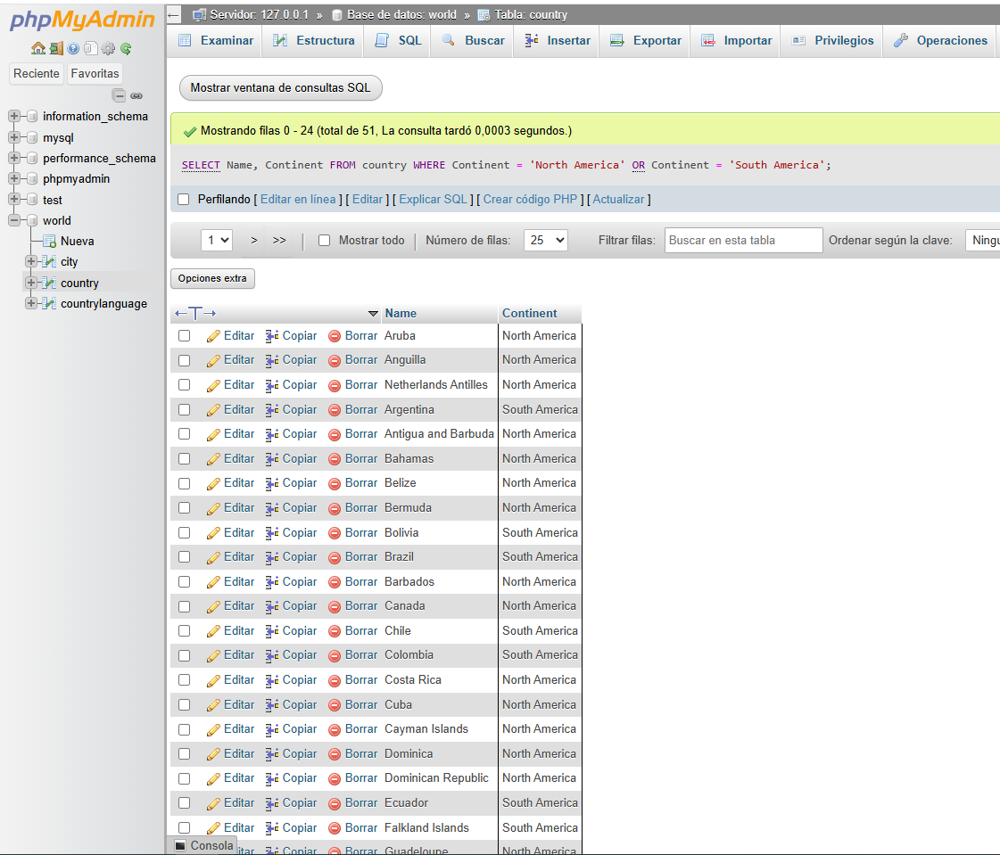 phpMyAdmin
Reciente Favoritas
information_schema
mysql
performance_schema
phpmyadmin
test
world
Nueva
city
country
countrylanguage
Servidor: 127.0.0.1 » Base de datos: world » Tabla: country
Examinar Estructura SQL Buscar Insertar Exportar Importar Privilegios Operaciones
Mostrar ventana de consultas SQL
Mostrando filas 0 - 24 (total de 51, La consulta tardó 0,0003 segundos.)
SELECT Name, Continent FROM country WHERE Continent = 'North America' OR Continent = 'South America';
Perfilando [ Editar en línea ] [ Editar ] [ Explicar SQL ] [ Crear código PHP ] [ Actualizar ]
1 > >> | Mostrar todo | Número de filas: 25 Filtrar filas: Buscar en esta tabla Ordenar según la clave: Ningu
Opciones extra
←T→ Name Continent
Editar Copiar Borrar Aruba North America
Editar Copiar Borrar Anguilla North America
Editar Copiar Borrar Netherlands Antilles North America
Editar Copiar Borrar Argentina South America
Editar Copiar Borrar Antigua and Barbuda North America
Editar Copiar Borrar Bahamas North America
Editar Copiar Borrar Belize North America
Editar Copiar Borrar Bermuda North America
Editar Copiar Borrar Bolivia South America
Editar Copiar Borrar Brazil South America
Editar Copiar Borrar Barbados North America
Editar Copiar Borrar Canada North America
Editar Copiar Borrar Chile South America
Editar Copiar Borrar Colombia South America
Editar Copiar Borrar Costa Rica North America
Editar Copiar Borrar Cuba North America
Editar Copiar Borrar Cayman Islands North America
Editar Copiar Borrar Dominica North America
Editar Copiar Borrar Dominican Republic North America
Editar Copiar Borrar Ecuador South America
Editar Copiar Borrar Falkland Islands South America
Consola itar Copiar Borrar Guadeloupe North America